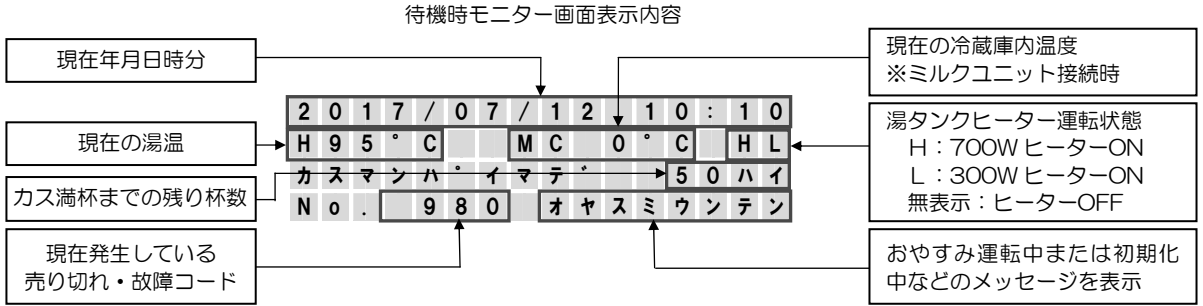 待機時モニター画面表示内容
現在年月日時分
現在の冷蔵庫内温度
※ミルクユニット接続時
2017/07/12 10:10
現在の湯温
H95°C MC 0°C HL
湯タンクヒーター運転状態
H:700WヒーターON
L:300WヒーターON
無表示:ヒーターOFF
カス満杯までの残り杯数
カスマンハ゜イマテ゛ 50ハイ
No. 980 オヤスミウンテン
現在発生している
売り切れ・故障コード
おやすみ運転中または初期化
中などのメッセージを表示